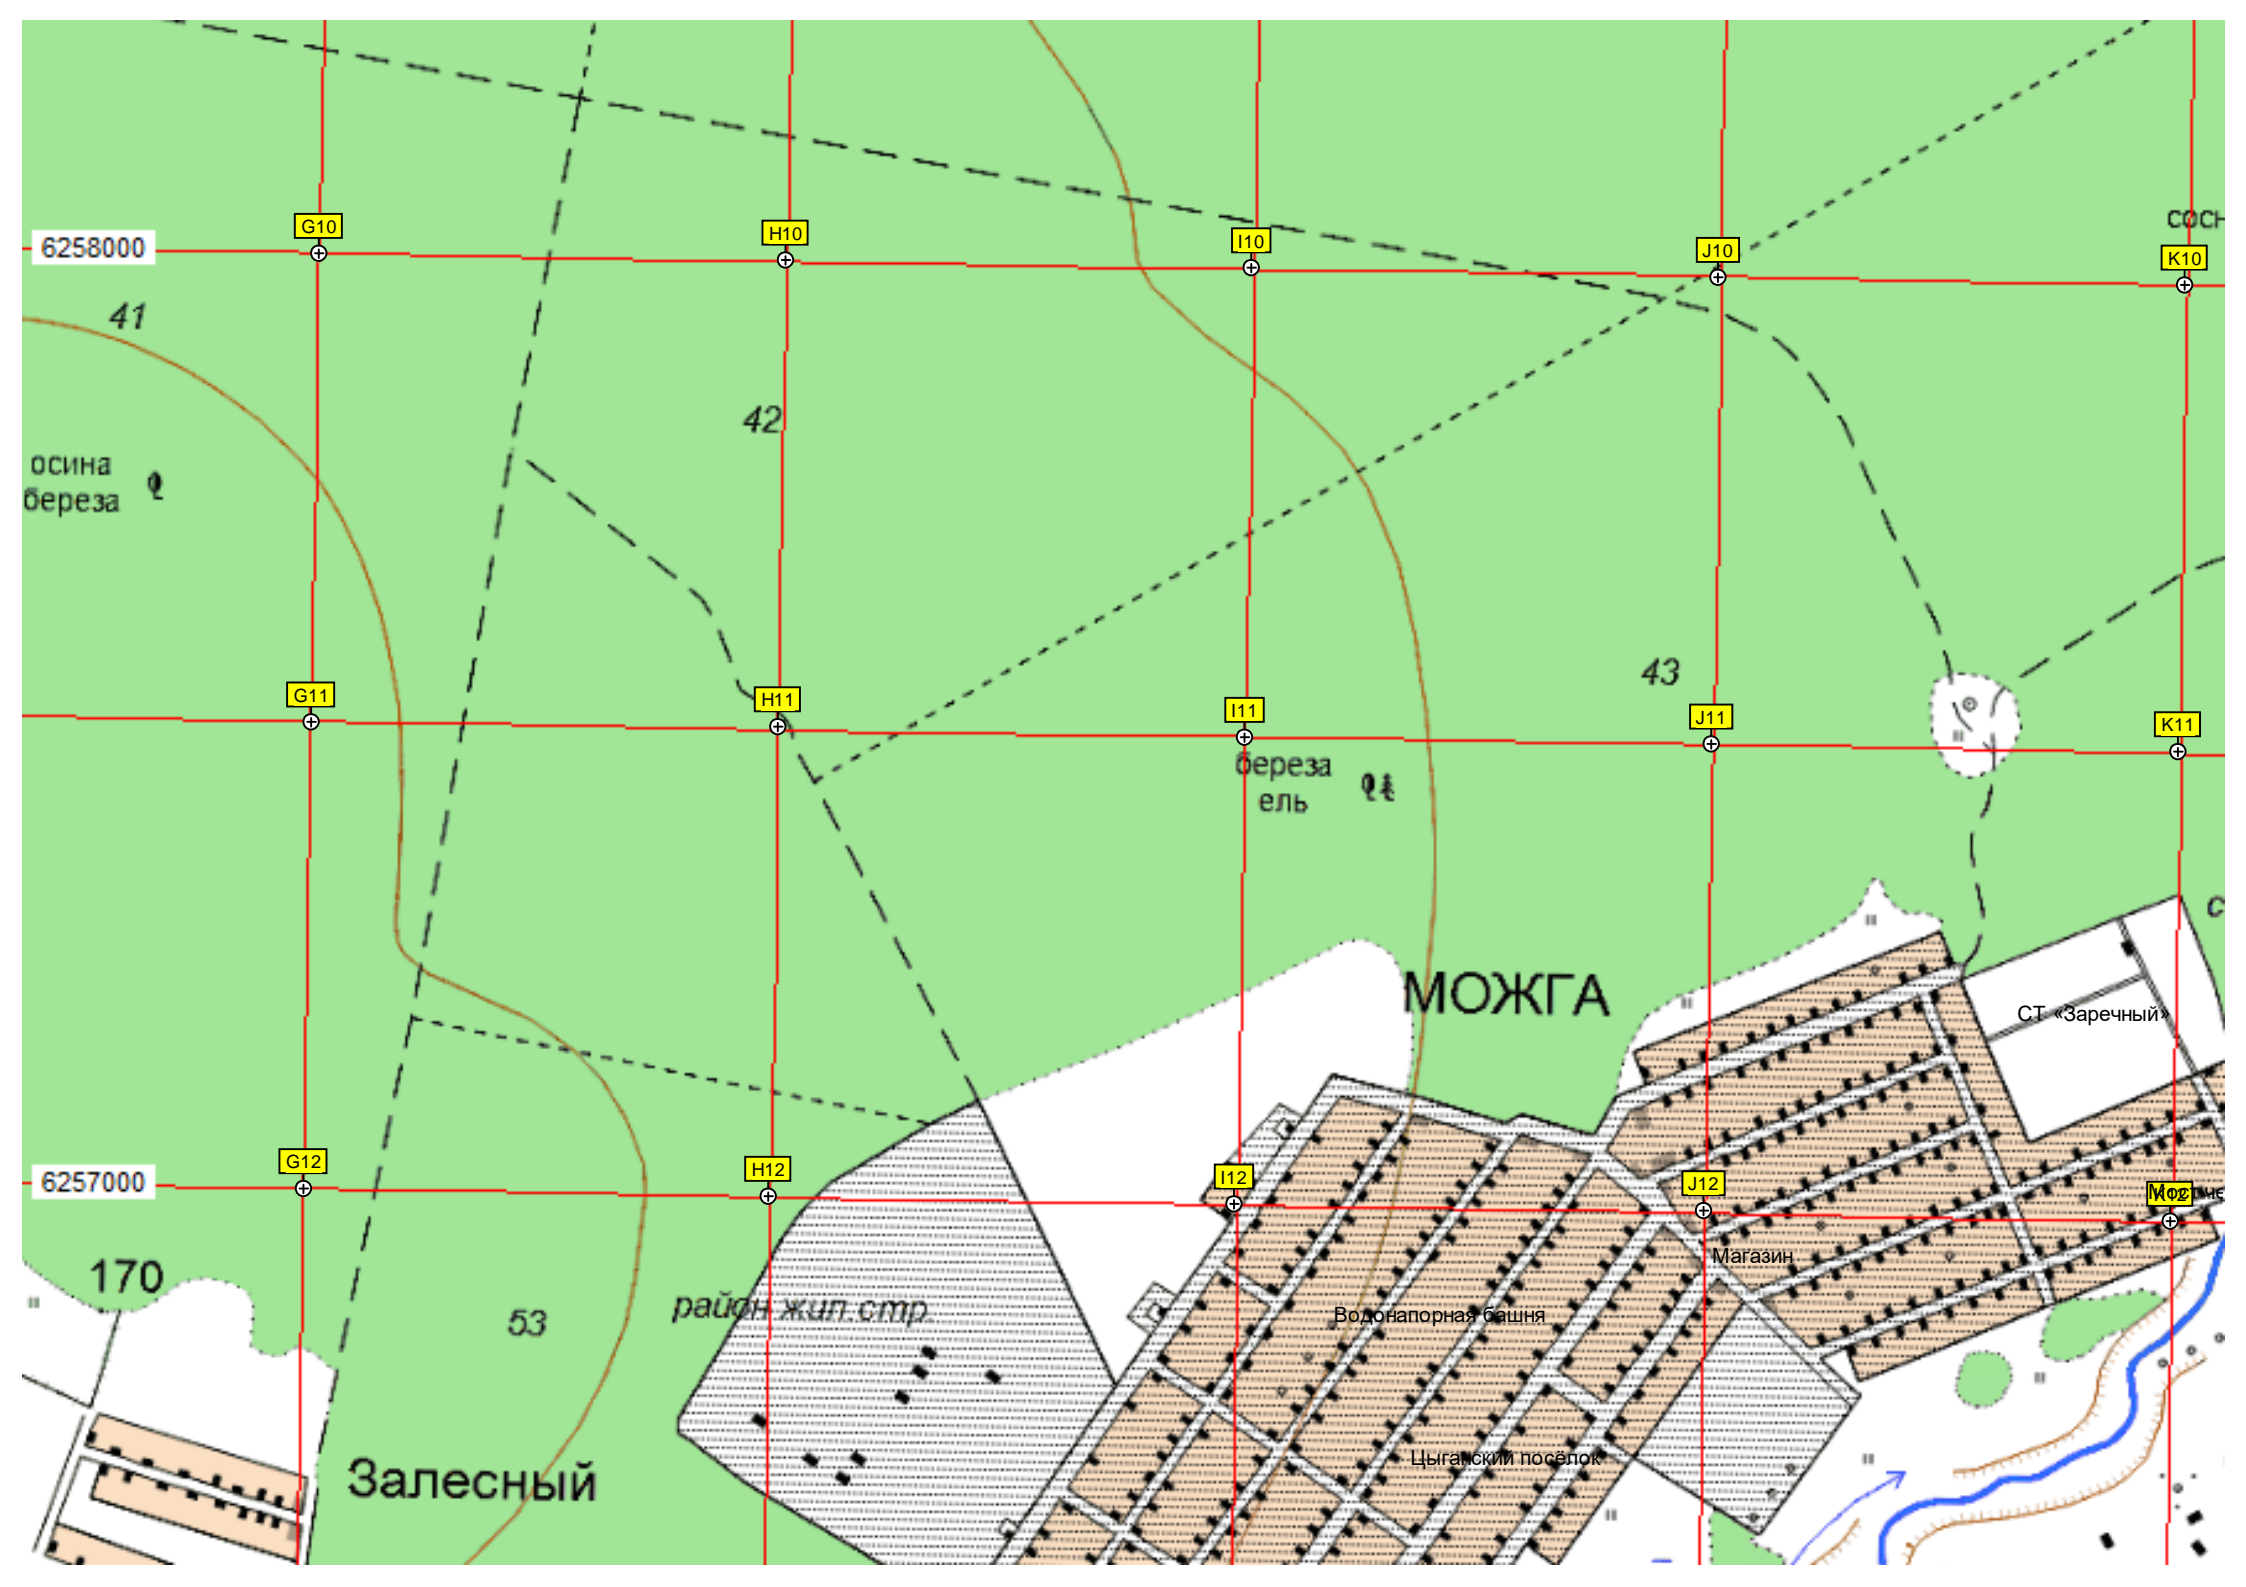 сосн
G10
H10
I10
J10
K10
6258000
41
42
осина
береза
43
G11
H11
I11
J11
K11
береза
ель
МОЖГА
СТ «Заречный»
G12
H12
I12
J12
K12
6257000
Магазин
170
53
район жил.стр.
Водонапорная башня
Залесный
Цыганский посёлок